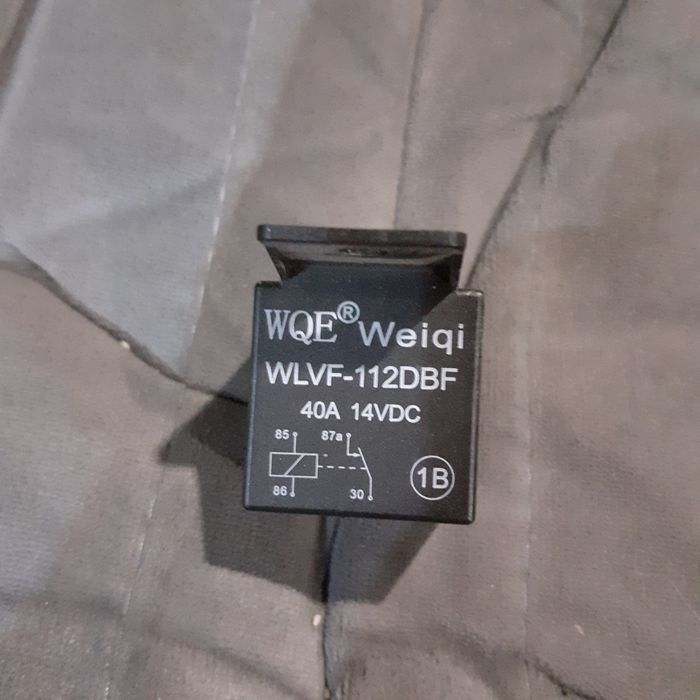 WQE® Weiqi
WLVF-112DBF
40A 14VDC
85 87a
86 30
1B